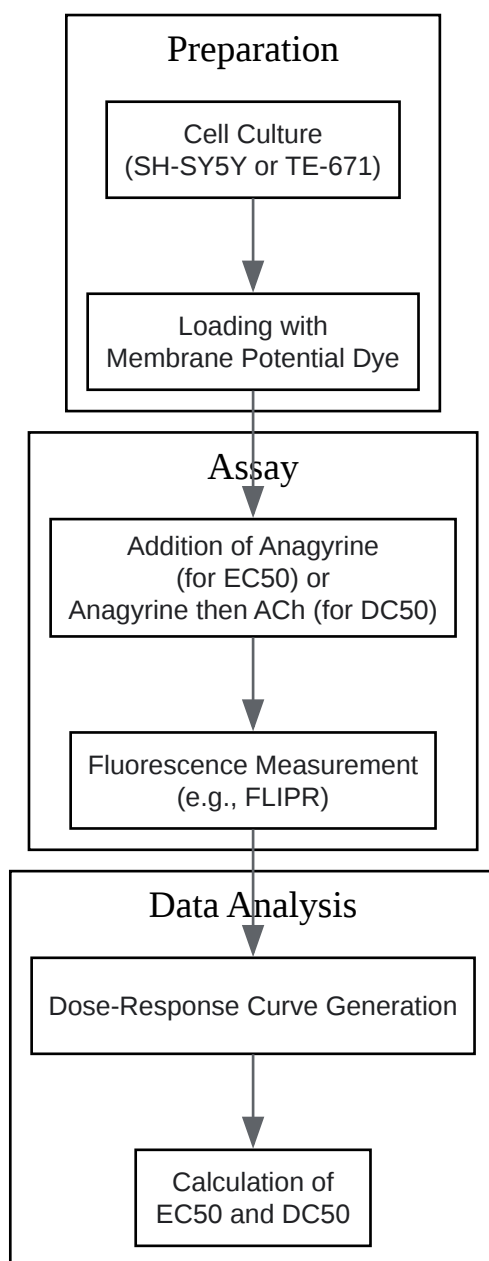 Preparation
Cell Culture
(SH-SY5Y or TE-671)
Loading with
Membrane Potential Dye
Assay
Addition of Anagyrine
(for EC50) or
Anagyrine then ACh (for DC50)
Fluorescence Measurement
(e.g., FLIPR)
Data Analysis
Dose-Response Curve Generation
Calculation of
EC50 and DC50